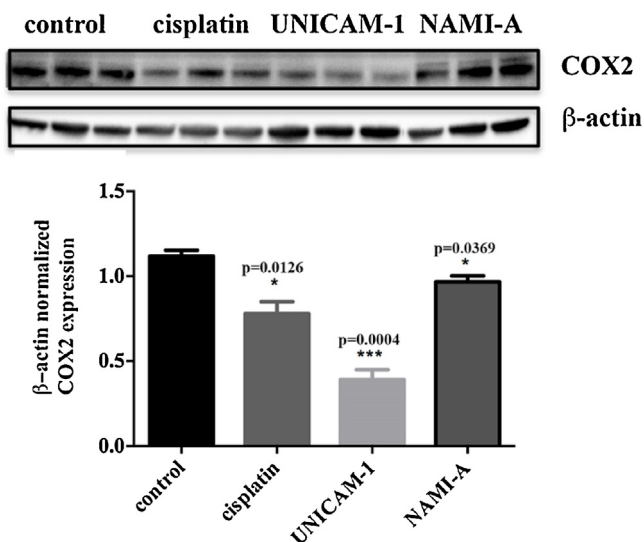 control cisplatin UNICAM-1 NAMI-A
COX2
β-actin
β-actin normalized
COX2 expression
1.5
1.0
0.5
0.0
p=0.0126
*
p=0.0004
***
p=0.0369
*
control
cisplatin
UNICAM-1
NAMI-A